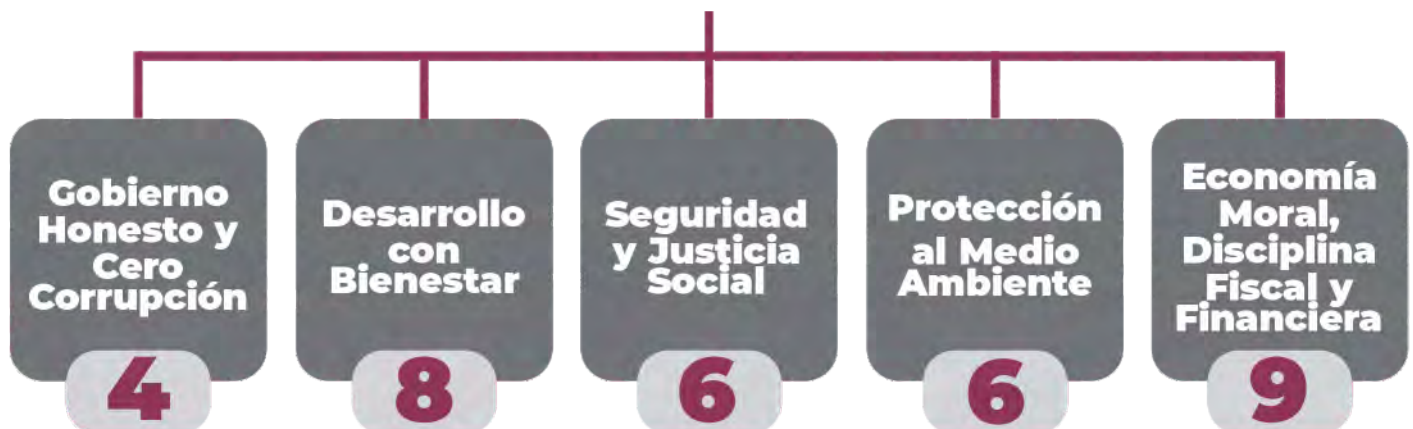 Gobierno
Honesto y
Cero
Corrupción
4
Desarrollo
con
Bienestar
8
Seguridad
y Justicia
Social
6
Protección
al Medio
Ambiente
6
Economía
Moral,
Disciplina
Fiscal y
Financiera
9